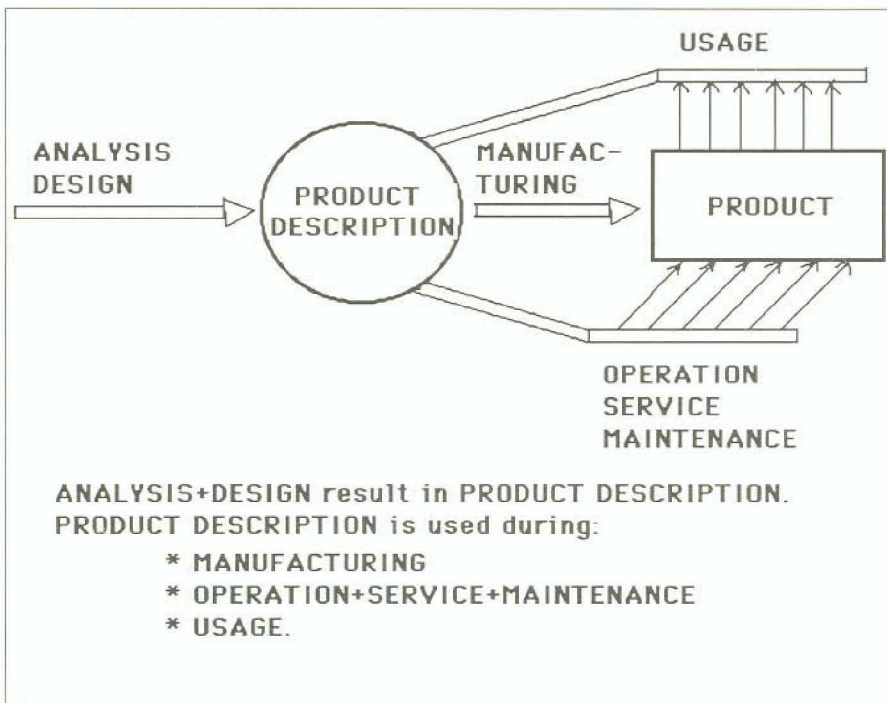 USAGE
ANALYSIS
DESIGN
MANUFAC-
TURING
PRODUCT
DESCRIPTION
PRODUCT
OPERATION
SERVICE
MAINTENANCE
ANALYSIS+DESIGN result in PRODUCT DESCRIPTION.
PRODUCT DESCRIPTION is used during:
* MANUFACTURING
* OPERATION+SERVICE+MAINTENANCE
* USAGE.